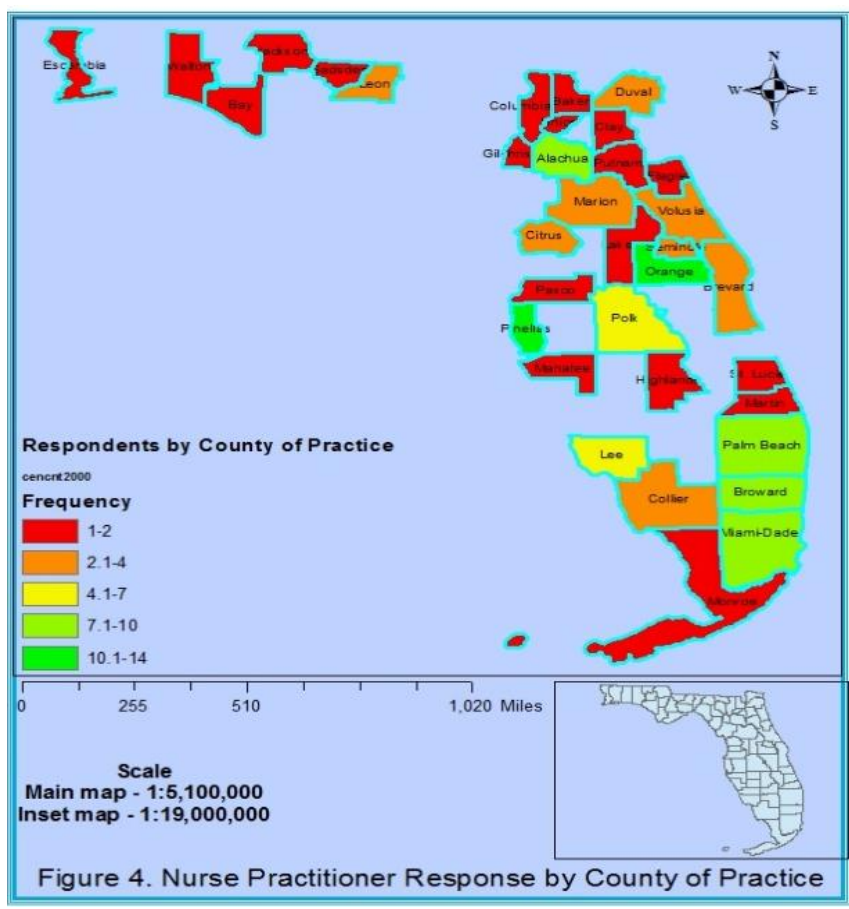 Escambia
Walton
Jackson
Gadsden
Leon
Bay
N
W
E
S
Columbia
Baker
Duval
Clay
Alachua
Putnam
Flagler
Marion
Volusia
Citrus
Lake
Orange
Brevard
Pasco
Polk
Pinellas
Manatee
Highlands
St. Lucie
Martin
Palm Beach
Lee
Collier
Broward
Miami-Dade
Monroe
Respondents by County of Practice
cencnt2000
Frequency
1-2
2.1-4
4.1-7
7.1-10
10.1-14
0 255 510 1,020 Miles
Scale
Main map - 1:5,100,000
Inset map - 1:19,000,000
Figure 4. Nurse Practitioner Response by County of Practice